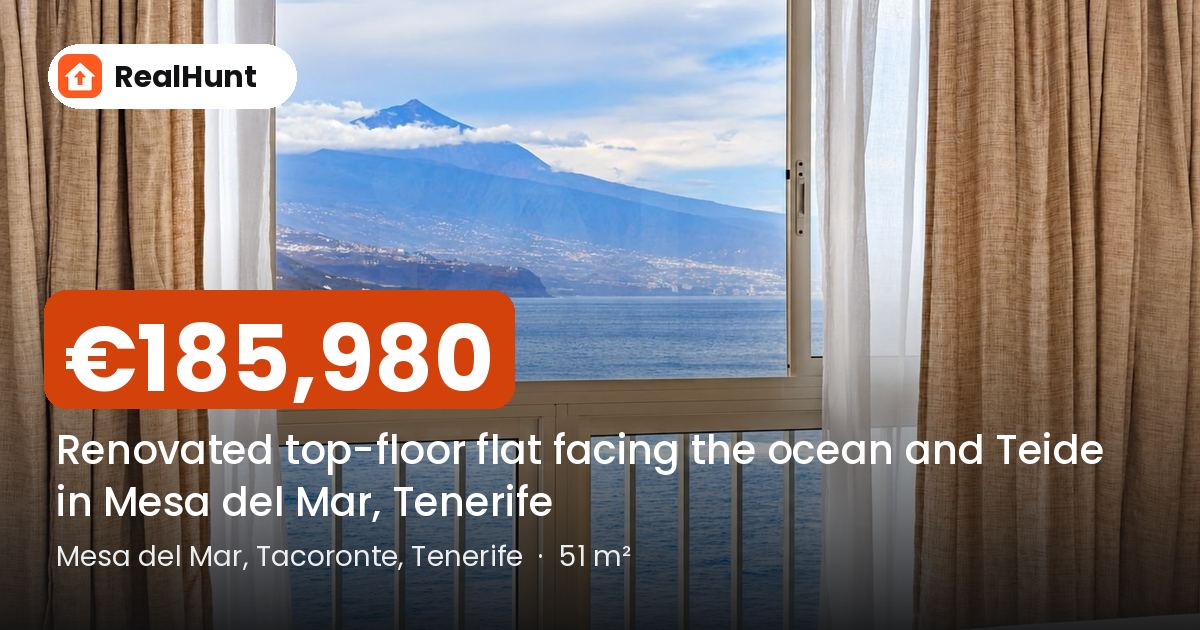 RealHunt
€185,980
Renovated top-floor flat facing the ocean and Teide
in Mesa del Mar, Tenerife
Mesa del Mar, Tacoronte, Tenerife · 51 m²